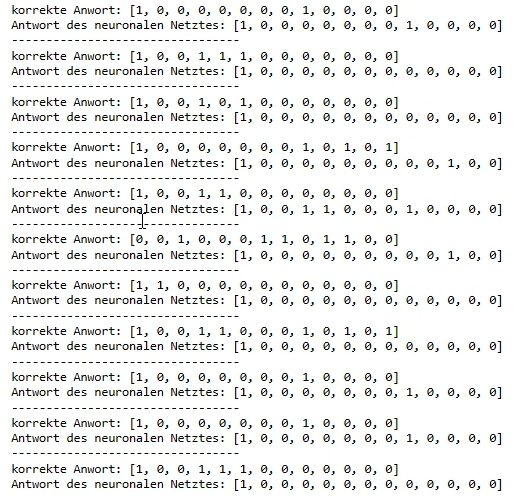 korrekte Anwort: [1, 0, 0, 0, 0, 0, 0, 0, 1, 0, 0, 0, 0]
Antwort des neuronalen Netztes: [1, 0, 0, 0, 0, 0, 0, 0, 1, 0, 0, 0, 0]
---------------------------------
korrekte Anwort: [1, 0, 0, 1, 1, 1, 0, 0, 0, 0, 0, 0, 0]
Antwort des neuronalen Netztes: [1, 0, 0, 0, 0, 0, 0, 0, 0, 0, 0, 0, 0]
---------------------------------
korrekte Anwort: [1, 0, 0, 1, 0, 1, 0, 0, 0, 0, 0, 0, 0]
Antwort des neuronalen Netztes: [1, 0, 0, 0, 0, 0, 0, 0, 0, 0, 0, 0, 0]
---------------------------------
korrekte Anwort: [1, 0, 0, 0, 0, 0, 0, 0, 1, 0, 1, 0, 1]
Antwort des neuronalen Netztes: [1, 0, 0, 0, 0, 0, 0, 0, 0, 0, 1, 0, 0]
---------------------------------
korrekte Anwort: [1, 0, 0, 1, 1, 0, 0, 0, 0, 0, 0, 0, 0]
Antwort des neuronalen Netztes: [1, 0, 0, 1, 1, 0, 0, 0, 1, 0, 0, 0, 0]
---------------------------------
korrekte Anwort: [0, 0, 1, 0, 0, 0, 1, 1, 0, 1, 1, 0, 0]
Antwort des neuronalen Netztes: [1, 0, 0, 0, 0, 0, 0, 0, 0, 0, 1, 0, 0]
---------------------------------
korrekte Anwort: [1, 1, 0, 0, 0, 0, 0, 0, 0, 0, 0, 0, 0]
Antwort des neuronalen Netztes: [1, 0, 0, 0, 0, 0, 0, 0, 0, 0, 0, 0, 0]
---------------------------------
korrekte Anwort: [1, 0, 0, 1, 1, 0, 0, 0, 1, 0, 1, 0, 1]
Antwort des neuronalen Netztes: [1, 0, 0, 0, 0, 0, 0, 0, 0, 0, 0, 0, 0]
---------------------------------
korrekte Anwort: [1, 0, 0, 0, 0, 0, 0, 0, 1, 0, 0, 0, 0]
Antwort des neuronalen Netztes: [1, 0, 0, 0, 0, 0, 0, 0, 1, 0, 0, 0, 0]
---------------------------------
korrekte Anwort: [1, 0, 0, 0, 0, 0, 0, 0, 1, 0, 0, 0, 0]
Antwort des neuronalen Netztes: [1, 0, 0, 0, 0, 0, 0, 0, 1, 0, 0, 0, 0]
---------------------------------
korrekte Anwort: [1, 0, 0, 1, 1, 1, 0, 0, 0, 0, 0, 0, 0]
Antwort des neuronalen Netztes: [1, 0, 0, 0, 0, 0, 0, 0, 0, 0, 0, 0, 0]